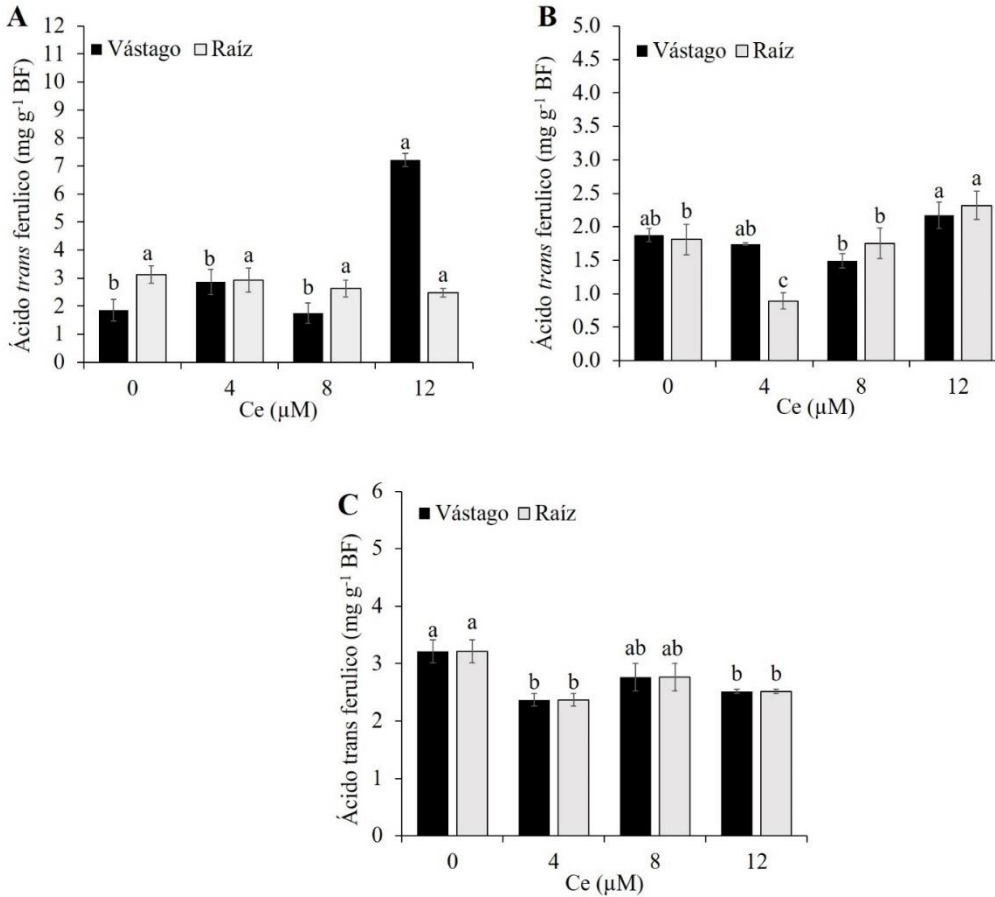 A
Ácido trans ferulico (mg g-1 BF)
12
11
10
9
8
7
6
5
4
3
2
1
0
Vástago Raíz
b a b a b a a a
0 4 8 12
Ce (µM)
B
Ácido trans ferulico (mg g-1 BF)
5.0
4.5
4.0
3.5
3.0
2.5
2.0
1.5
1.0
0.5
0.0
Vástago Raíz
ab b ab c b b a a
0 4 8 12
Ce (µM)
C
Ácido trans ferulico (mg g-1 BF)
6
5
4
3
2
1
0
Vástago Raíz
a a b b ab ab b b
0 4 8 12
Ce (µM)